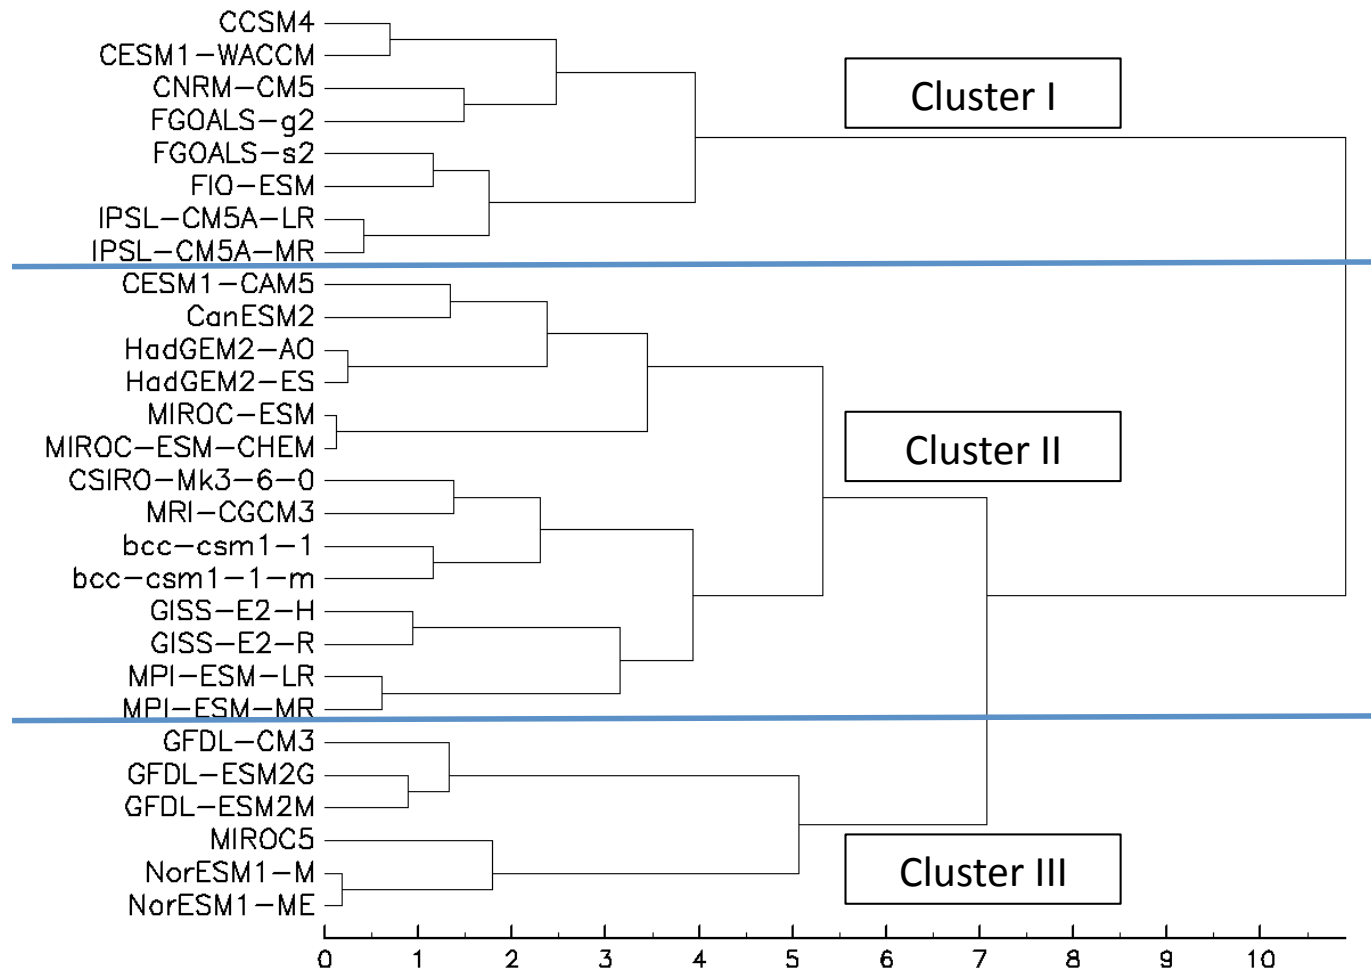 CCSM4
CESM1-WACCM
CNRM-CM5
FGOALS-g2
FGOALS-s2
FIO-ESM
IPSL-CM5A-LR
IPSL-CM5A-MR
Cluster I
CESM1-CAM5
CanESM2
HadGEM2-AO
HadGEM2-ES
MIROC-ESM
MIROC-ESM-CHEM
CSIRO-Mk3-6-0
MRI-CGCM3
bcc-csm1-1
bcc-csm1-1-m
GISS-E2-H
GISS-E2-R
MPI-ESM-LR
MPI-ESM-MR
Cluster II
GFDL-CM3
GFDL-ESM2G
GFDL-ESM2M
MIROC5
NorESM1-M
NorESM1-ME
Cluster III
0 1 2 3 4 5 6 7 8 9 10